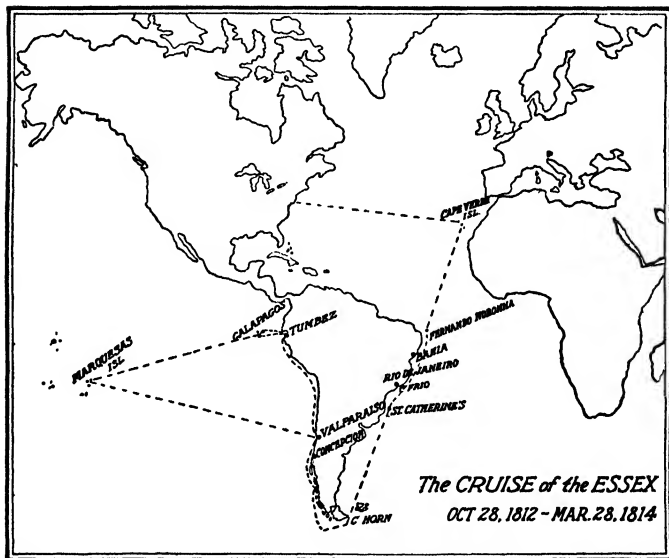 CAPE VERDE
ISL.
GALAPAGOS
TUMBEZ
FERNANDO NORONHA
MARQUESAS
ISL.
BAHIA
RIO DE JANEIRO
C. FRIO
ST. CATHERINE'S
VALPARAISO
CONCEPCION
C. HORN
The CRUISE of the ESSEX
OCT 28, 1812 - MAR. 28, 1814